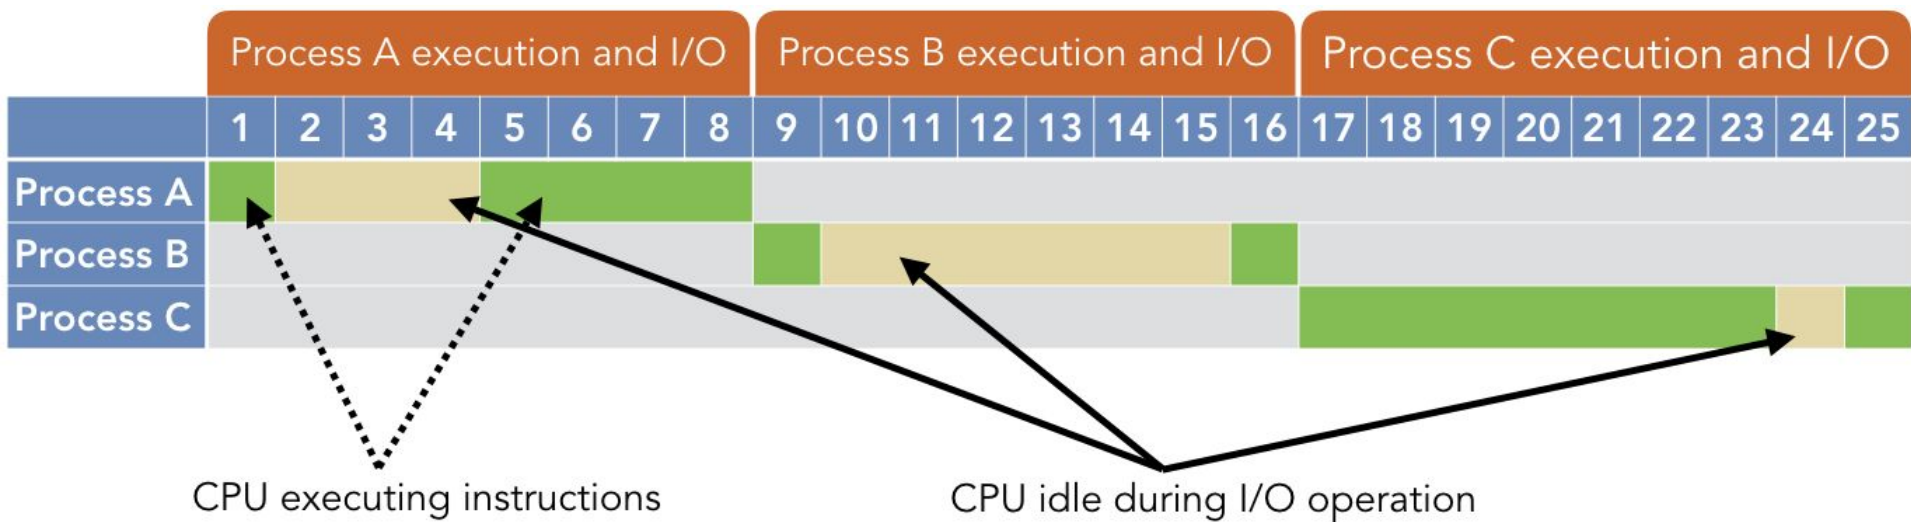 Process A execution and I/O Process B execution and I/O Process C execution and I/O
1 2 3 4 5 6 7 8 9 10 11 12 13 14 15 16 17 18 19 20 21 22 23 24 25
Process A
Process B
Process C
CPU executing instructions CPU idle during I/O operation